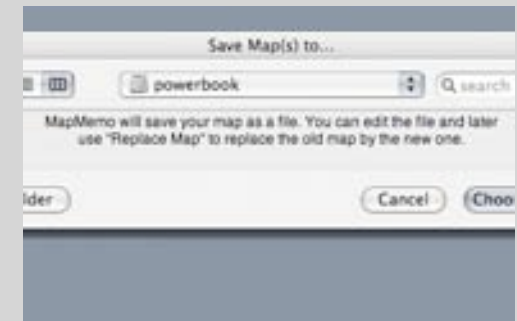 Save Map(s) to...
powerbook
search
MapMemo will save your map as a file. You can edit the file and later
use "Replace Map" to replace the old map by the new one.
lder
Cancel
Choo